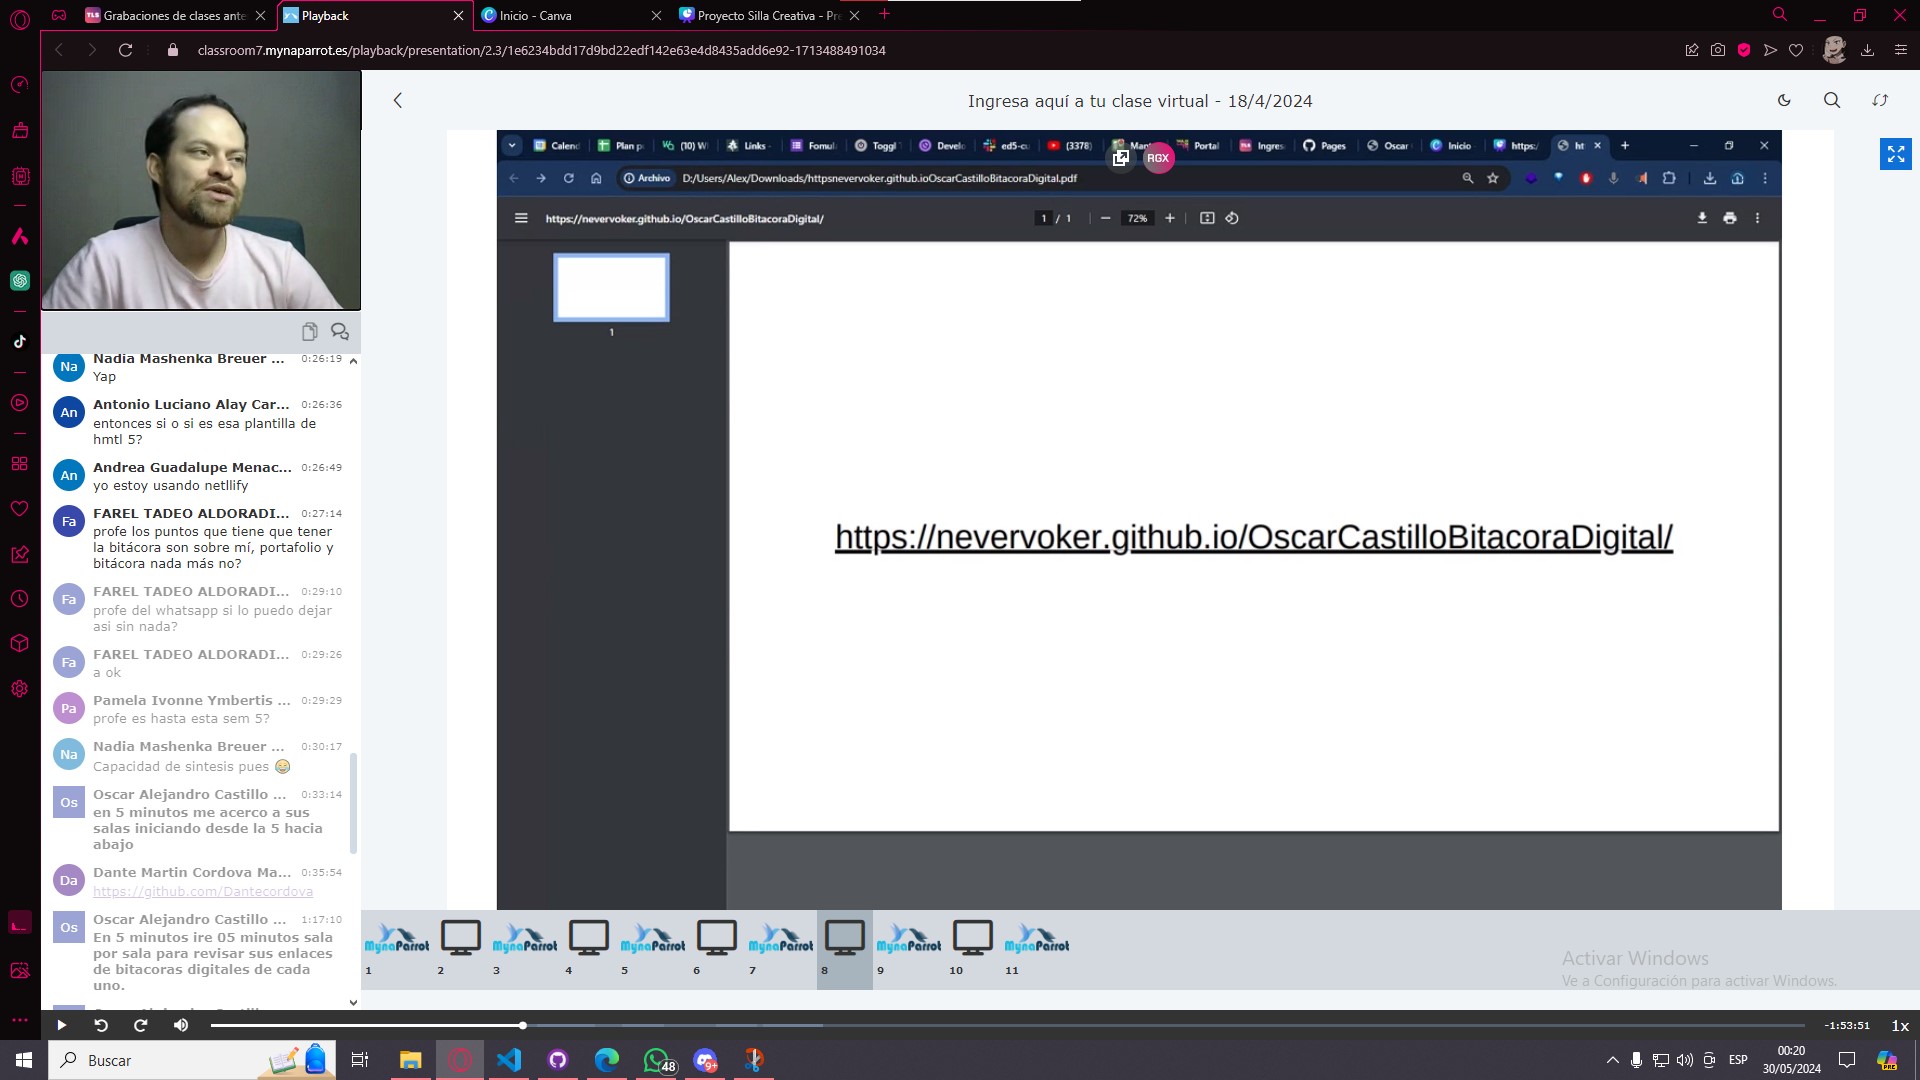 Grabaciones de clases ante
Playback
Inicio - Canva
Proyecto Silla Creativa - Pre
classroom7.mynaparrot.es/playback/presentation/2.3/1e6234bdd17d9bd22edf142e63e4d8435add6e92-1713488491034
Ingresa aquí a tu clase virtual - 18/4/2024
Calend
Plan p
(10) W
Links -
Fomul
Toggl
Develo
ed5-cu
(3378)
Mant
Portal
Ingres
Pages
Oscar
Inicio
https:/
ht
RGX
Archivo
D:/Users/Alex/Downloads/httpsnevervoker.github.ioOscarCastilloBitacoraDigital.pdf
https://nevervoker.github.io/OscarCastilloBitacoraDigital/
1 / 1
72%
1
https://nevervoker.github.io/OscarCastilloBitacoraDigital/
Na
Nadia Mashenka Breuer ... 0:26:19
Yap
An
Antonio Luciano Alay Car... 0:26:36
entonces si o si es esa plantilla de
hmtl 5?
An
Andrea Guadalupe Menac... 0:26:49
yo estoy usando netllify
Fa
FAREL TADEO ALDORADI... 0:27:14
profe los puntos que tiene que tener
la bitácora son sobre mí, portafolio y
bitácora nada más no?
Fa
FAREL TADEO ALDORADI... 0:29:10
profe del whatsapp si lo puedo dejar
asi sin nada?
Fa
FAREL TADEO ALDORADI... 0:29:26
a ok
Pa
Pamela Ivonne Ymbertis ... 0:29:29
profe es hasta esta sem 5?
Na
Nadia Mashenka Breuer ... 0:30:17
Capacidad de sintesis pues 😂
Os
Oscar Alejandro Castillo ... 0:33:14
en 5 minutos me acerco a sus
salas iniciando desde la 5 hacia
abajo
Da
Dante Martin Cordova Ma... 0:35:54
https://github.com/Dantecordova
Os
Oscar Alejandro Castillo ... 1:17:10
En 5 minutos ire 05 minutos sala
por sala para revisar sus enlaces
de bitacoras digitales de cada
uno.
MynaParrot MynaParrot MynaParrot MynaParrot MynaParrot MynaParrot
1 2 3 4 5 6 7 8 9 10 11
Activar Windows
Ve a Configuración para activar Windows.
-1:53:51
1x
Buscar
48
9+
ESP
00:20
30/05/2024
PRE